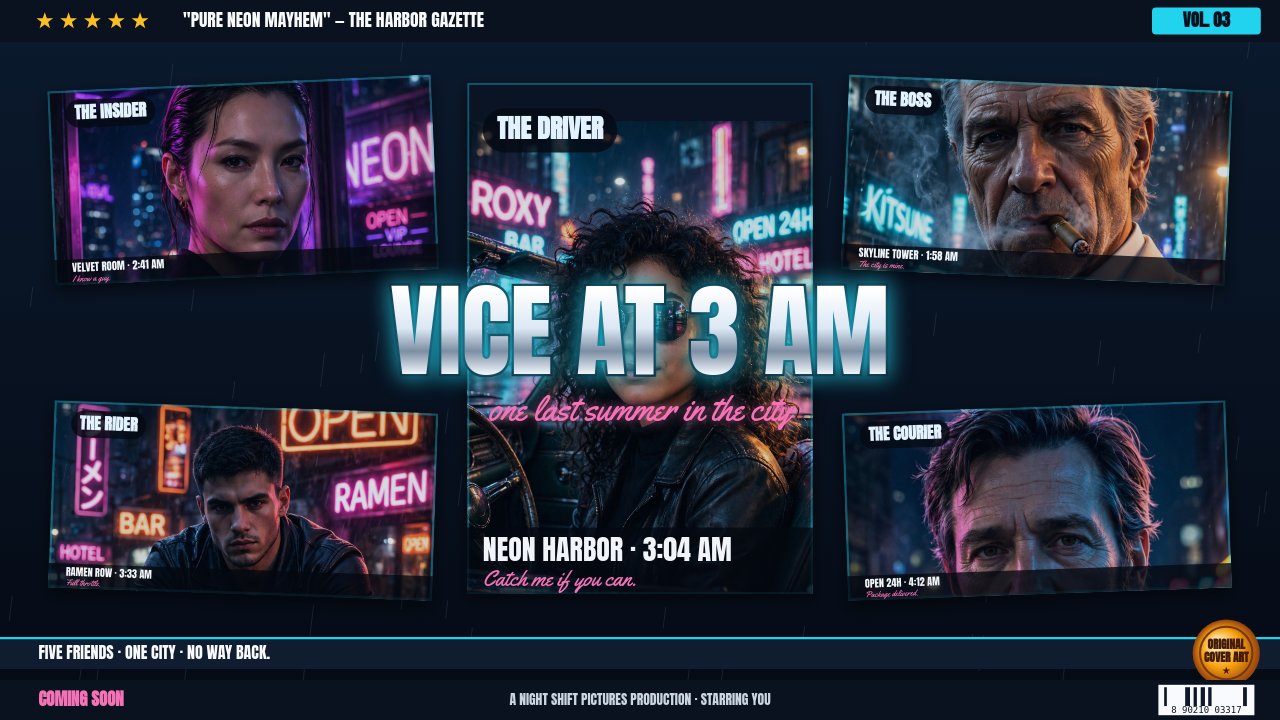 ★★★★★ "PURE NEON MAYHEM" – THE HARBOR GAZETTE
VOL. 03
THE INSIDER
NEON
OPEN
VIP
LOUNGE
VELVET ROOM · 2:41 AM
I know a guy.
THE DRIVER
ROXY
BAR
OPEN 24H
HOTEL
THE BOSS
KITSUNE
SKYLINE TOWER · 1:58 AM
The city is mine.
VICE AT 3 AM
one last summer in the city
THE RIDER
ーメン
OPEN
BAR
RAMEN
HOTEL
OPEN
RAMEN ROW · 3:33 AM
Full throttle.
NEON HARBOR · 3:04 AM
Catch me if you can.
THE COURIER
OPEN 24H · 4:12 AM
Package delivered.
FIVE FRIENDS · ONE CITY · NO WAY BACK.
ORIGINAL
COVER ART
★
COMING SOON
A NIGHT SHIFT PICTURES PRODUCTION · STARRING YOU
8 90210 03317